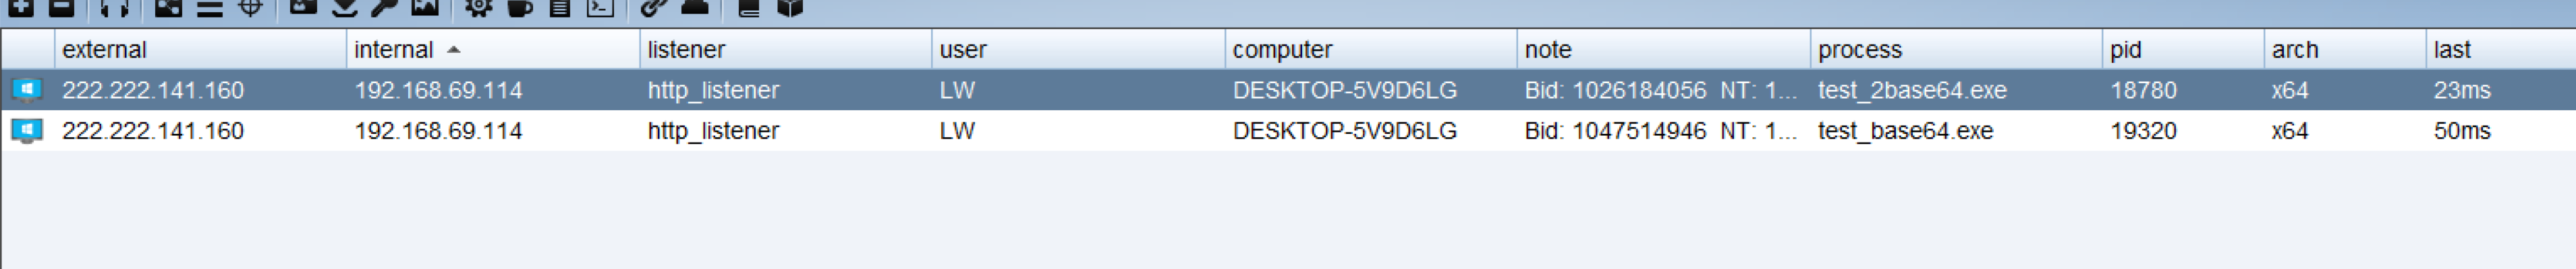 external internal listener user computer note process pid arch last
222.222.141.160 192.168.69.114 http_listener LW DESKTOP-5V9D6LG Bid: 1026184056 NT: 1... test_2base64.exe 18780 x64 23ms
222.222.141.160 192.168.69.114 http_listener LW DESKTOP-5V9D6LG Bid: 1047514946 NT: 1... test_base64.exe 19320 x64 50ms